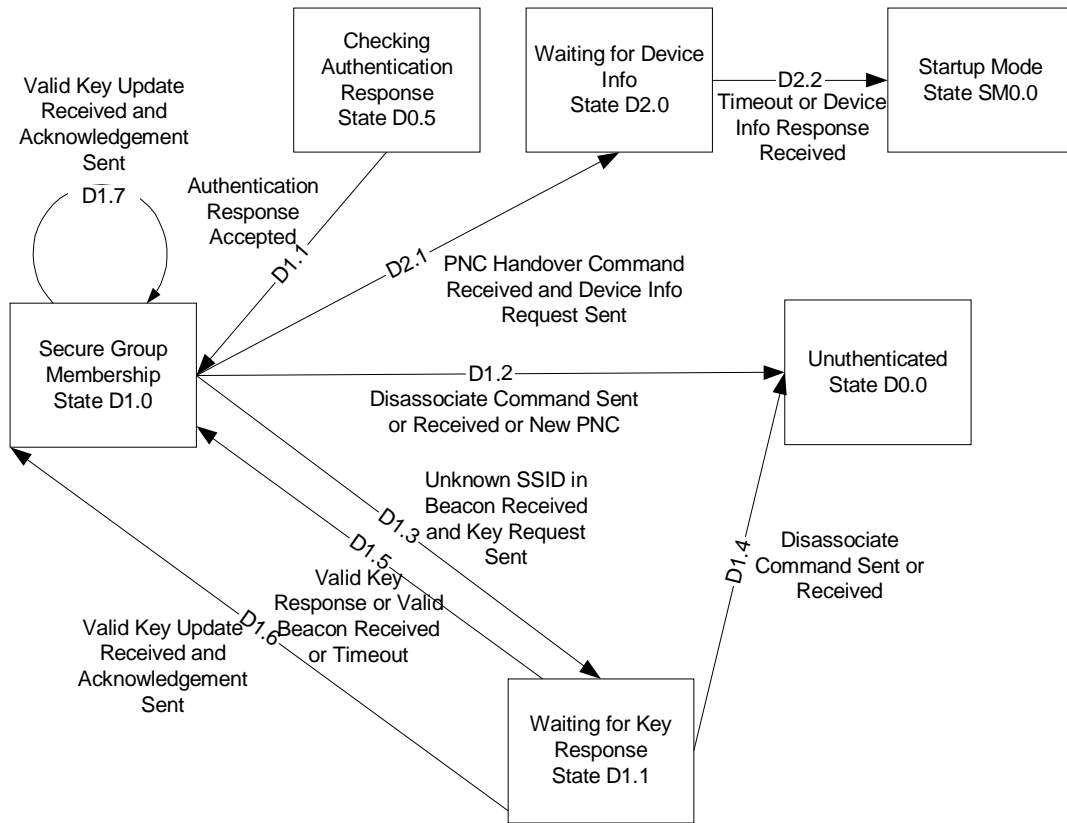 Checking
Authentication
Response
State D0.5
Waiting for Device
Info
State D2.0
D2.2
Timeout or Device
Info Response
Received
Startup Mode
State SM0.0
Valid Key Update
Received and
Acknowledgement
Sent
D1.7
Authentication
Response
Accepted
D1.1
D2.1
PNC Handover Command
Received and Device Info
Request Sent
Secure Group
Membership
State D1.0
D1.2
Disassociate Command Sent
or Received or New PNC
Unuthenticated
State D0.0
Unknown SSID in
Beacon Received
and Key Request
Sent
D1.3
D1.5
Valid Key
Response or Valid
Beacon Received
or Timeout
D1.4
Disassociate
Command Sent or
Received
D1.6
Valid Key Update
Received and
Acknowledgement
Sent
Waiting for Key
Response
State D1.1